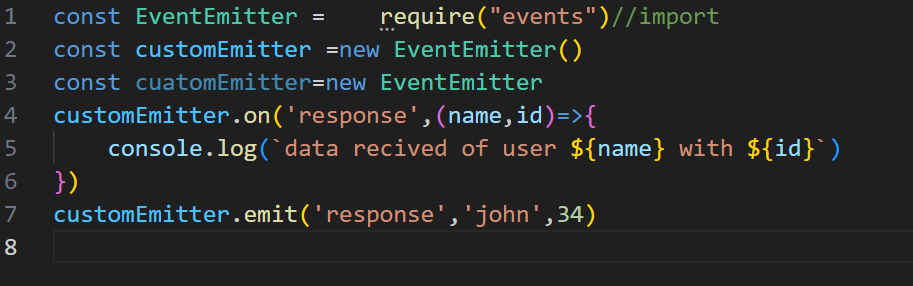 1 const EventEmitter =    require("events")//import
2 const customEmitter =new EventEmitter()
3 const cuatomEmitter=new EventEmitter
4 customEmitter.on('response',(name,id)=>{
5     console.log(`data recived of user ${name} with ${id}`)
6 })
7 customEmitter.emit('response','john',34)
8